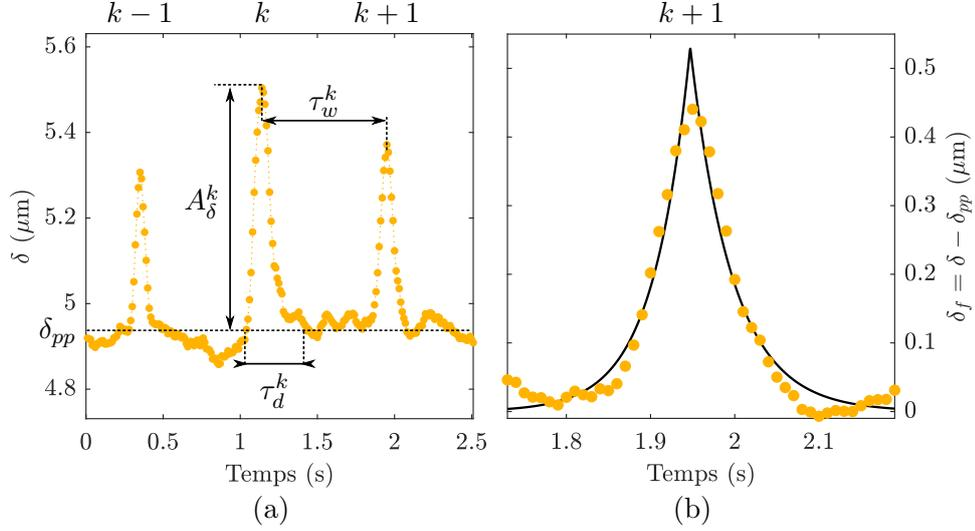 k − 1
k
k + 1
5.6
5.4
5.2
5
4.8
δ (μm)
δ_pp
A_δ^k
τ_w^k
τ_d^k
0
0.5
1
1.5
2
2.5
Temps (s)
(a)
k + 1
0.5
0.4
0.3
0.2
0.1
0
δ_f = δ − δ_pp (μm)
1.8
1.9
2
2.1
Temps (s)
(b)